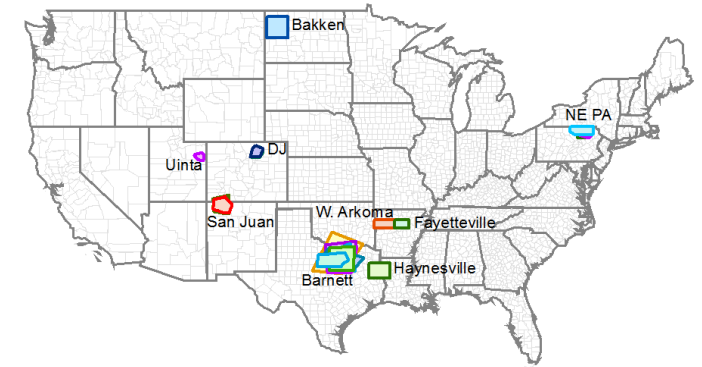 Bakken
NE PA
DJ
Uinta
W. Arkoma
San Juan
Fayetteville
Haynesville
Barnett